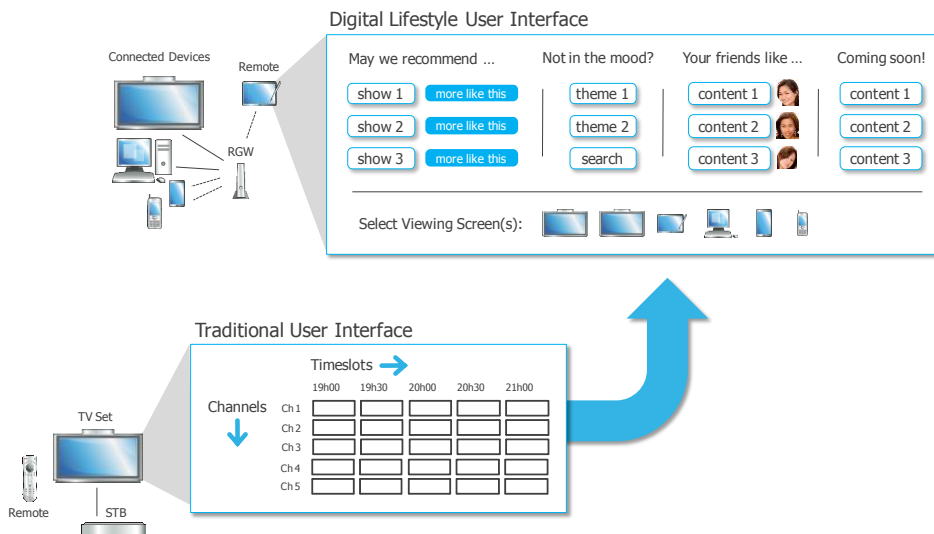 Digital Lifestyle User Interface
Connected Devices
Remote
RGW
May we recommend ...
Not in the mood?
Your friends like ...
Coming soon!
show 1
more like this
theme 1
content 1
content 1
show 2
more like this
theme 2
content 2
content 2
show 3
more like this
search
content 3
content 3
Select Viewing Screen(s):
Traditional User Interface
Timeslots
19h00 19h30 20h00 20h30 21h00
Channels
Ch 1
Ch 2
Ch 3
Ch 4
Ch 5
TV Set
Remote
STB